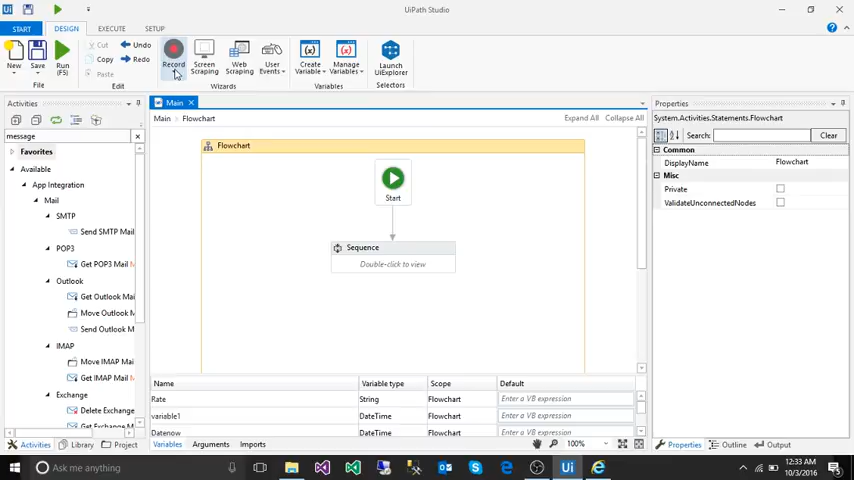 UiPath Studio
START DESIGN EXECUTE SETUP
New Save Run (F5) Cut Copy Paste Undo Redo Record Screen Scraping Web Scraping User Events Create Variable Manage Variables Launch UiExplorer
File Edit Wizards Variables Selectors
Activities
message
Favorites
Available
App Integration
Mail
SMTP
Send SMTP Mai
POP3
Get POP3 Mail M
Outlook
Get Outlook Mai
Move Outlook M
Send Outlook M
IMAP
Move IMAP Mai
Get IMAP Mail M
Exchange
Delete Exchange
Activities Library Project
Main
Main Flowchart Expand All Collapse All
Flowchart
Start
Sequence
Double-click to view
Name Variable type Scope Default
Rate String Flowchart Enter a VB expression
variable1 DateTime Flowchart Enter a VB expression
Datenow DateTime Flowchart Enter a VB expression
Variables Arguments Imports 100%
Properties
System.Activities.Statements.Flowchart
Search: Clear
Common
DisplayName Flowchart
Misc
Private
ValidateUnconnectedNodes
Properties Outline Output
Ask me anything
12:33 AM
10/3/2016